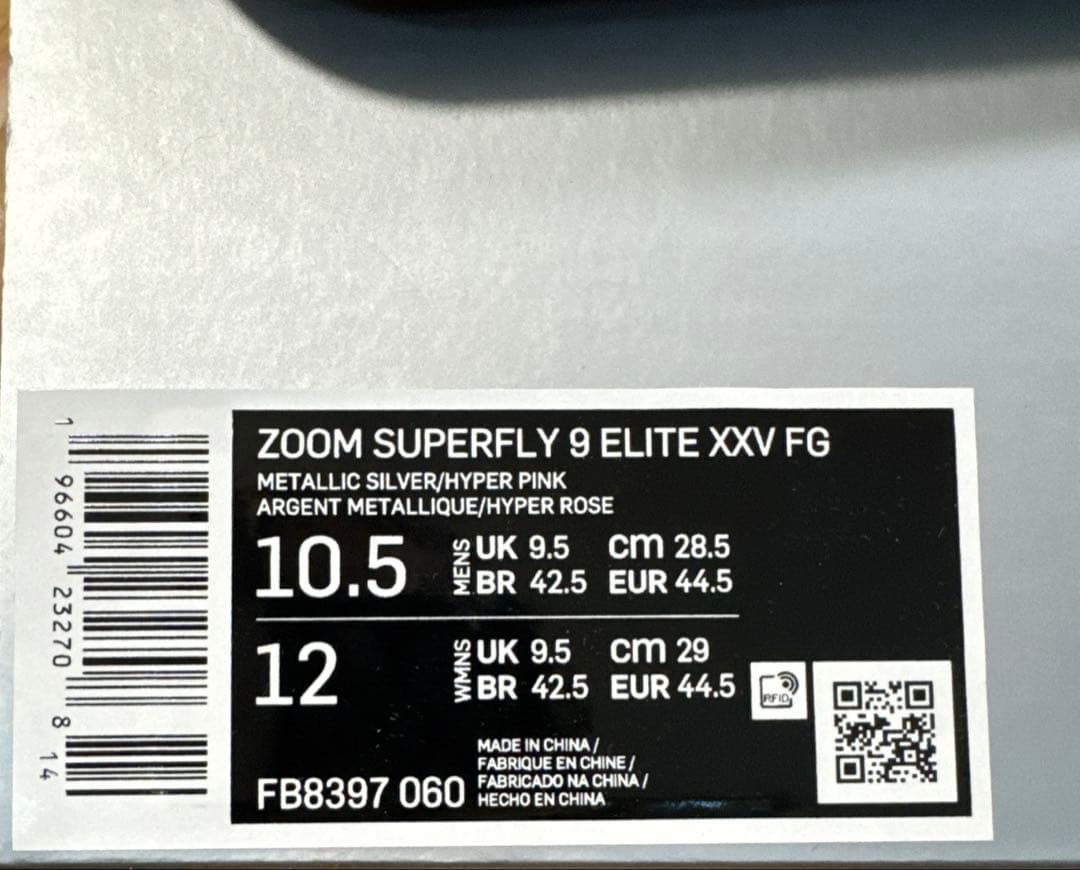 ZOOM SUPERFLY 9 ELITE XXV FG
METALLIC SILVER/HYPER PINK
ARGENT METALLIQUE/HYPER ROSE
10.5 MENS UK 9.5 cm 28.5
BR 42.5 EUR 44.5
12 WMNS UK 9.5 cm 29
BR 42.5 EUR 44.5
RFID
MADE IN CHINA /
FABRIQUE EN CHINE /
FABRICADO NA CHINA /
HECHO EN CHINA
FB8397 060
1 96604 23270 8 14